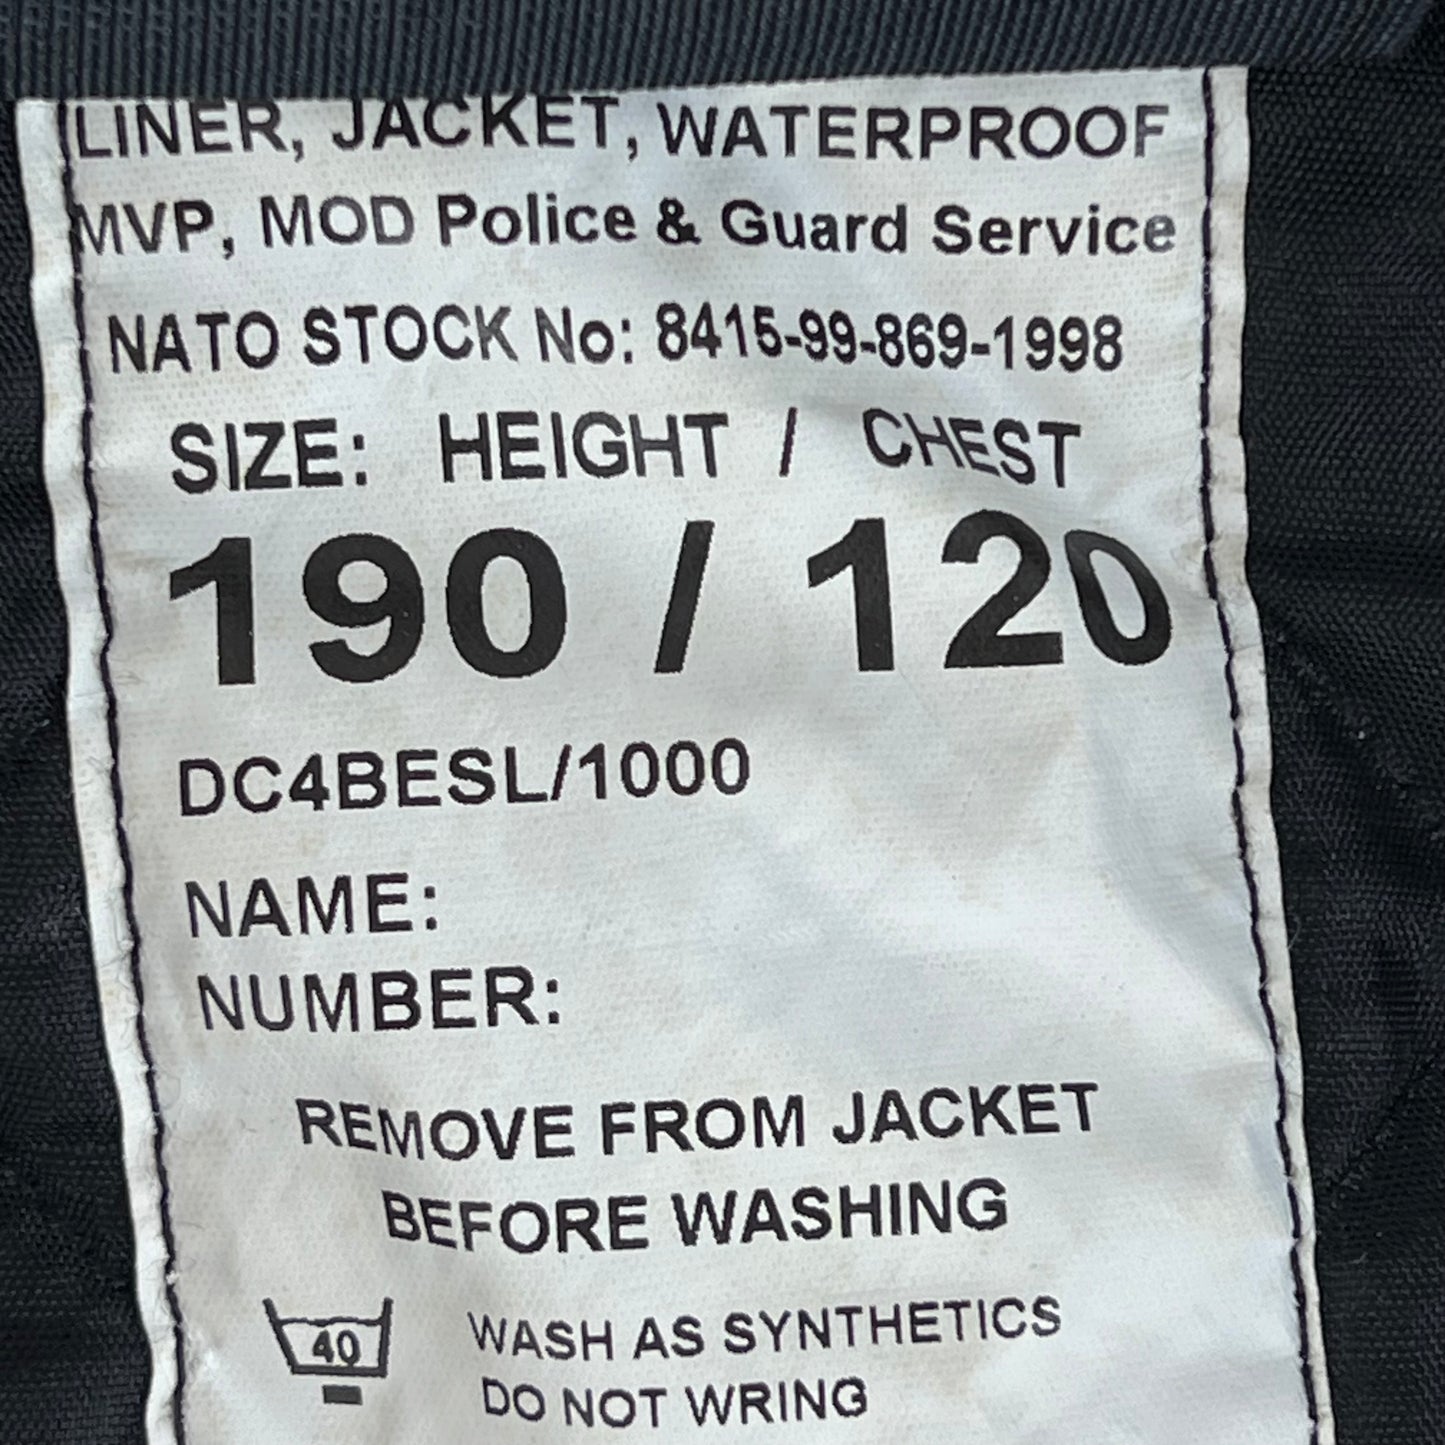 LINER, JACKET, WATERPROOF
MVP, MOD Police & Guard Service
NATO STOCK No: 8415-99-869-1998
SIZE: HEIGHT / CHEST
190 / 120
DC4BESL/1000
NAME:
NUMBER:
REMOVE FROM JACKET
BEFORE WASHING
40 WASH AS SYNTHETICS
DO NOT WRING